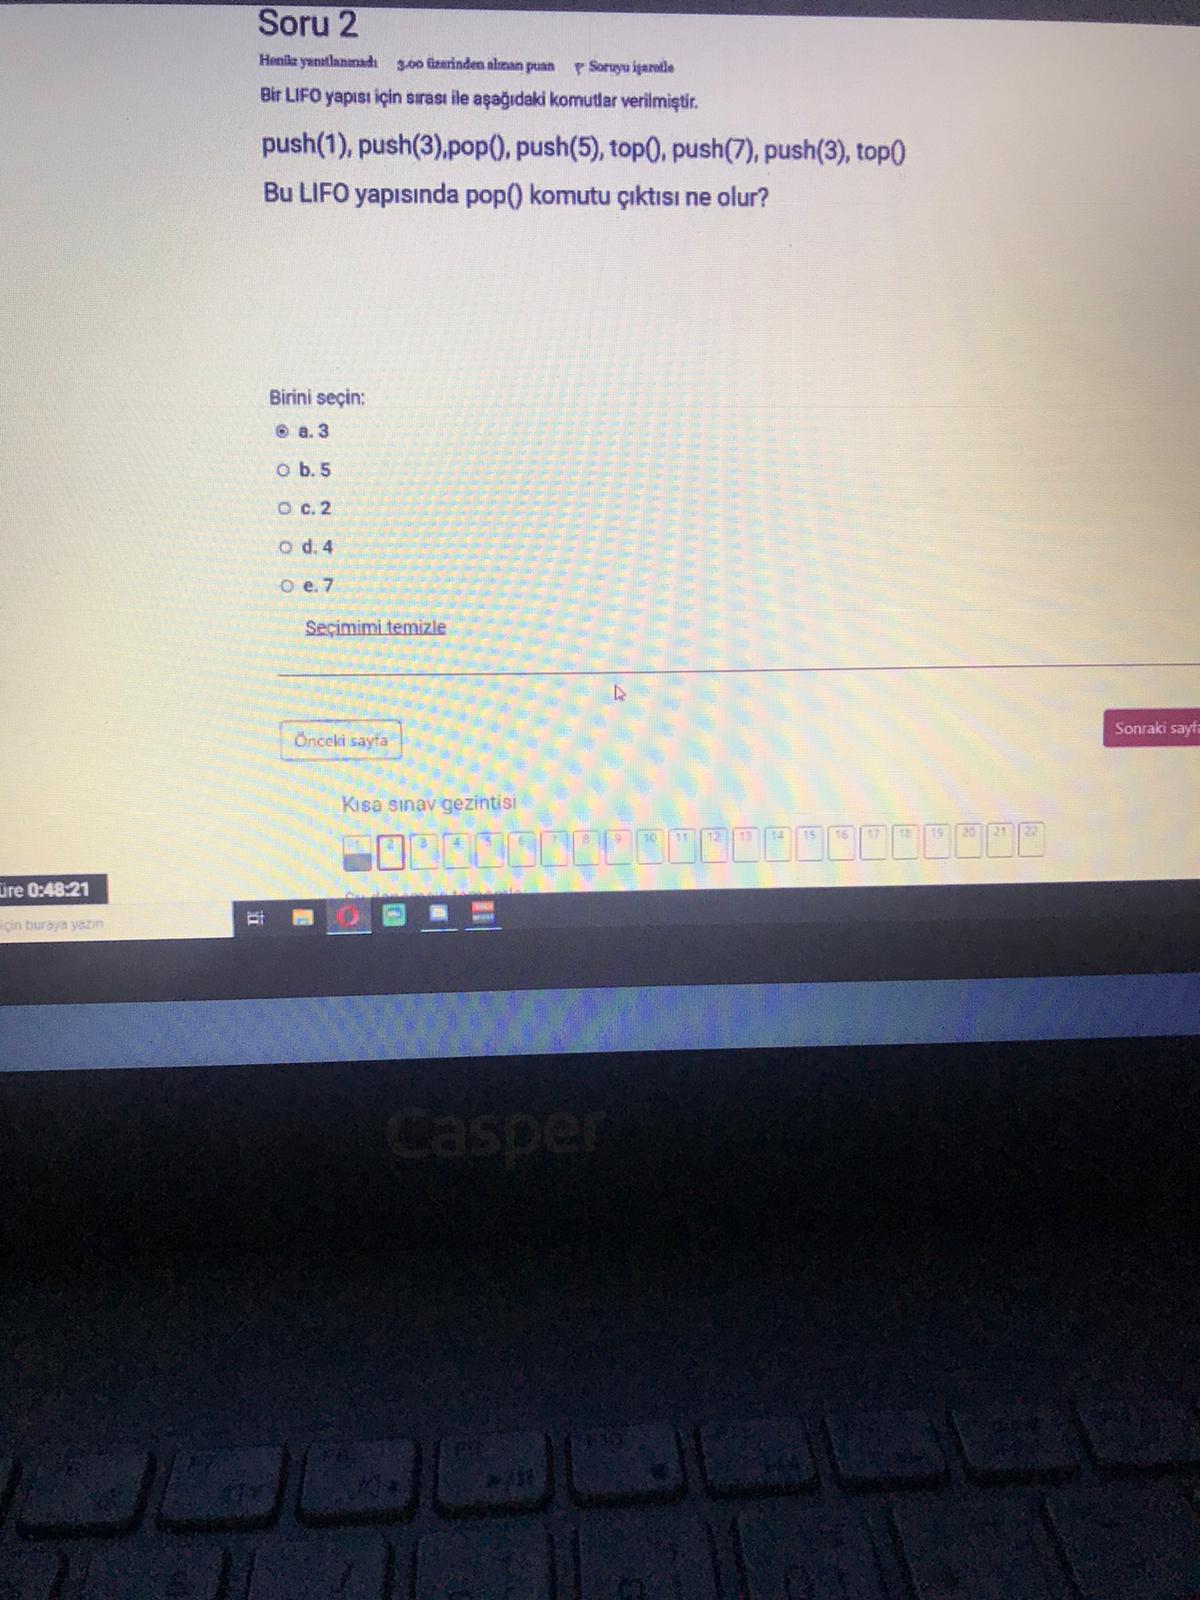 Soru 2
Henüz yanıtlanmadı 3.00 üzerinden alınan puan Soruyu işaretle
Bir LIFO yapısı için sırası ile aşağıdaki komutlar verilmiştir.
push(1), push(3),pop(), push(5), top(), push(7), push(3), top()
Bu LIFO yapısında pop() komutu çıktısı ne olur?
Birini seçin:
a. 3
b. 5
c. 2
d. 4
e. 7
Seçimimi temizle
Önceki sayfa
Sonraki sayfa
Kısa sınav gezintisi
1 2 3 4 5 6 7 8 9 10 11 12 13 14 15 16 17 18 19 20 21 22
üre 0:48:21
için buraya yazın
Casper